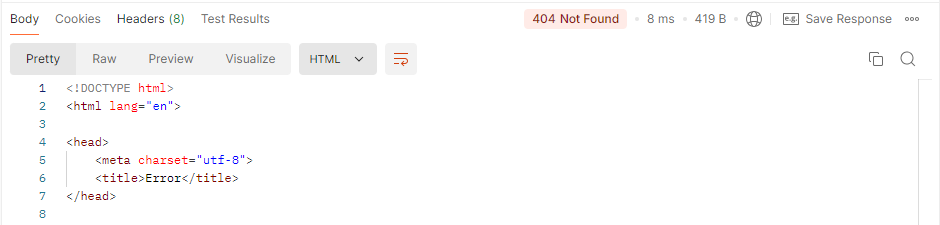 Body Cookies Headers (8) Test Results 404 Not Found • 8 ms • 419 B e.g. Save Response
Pretty Raw Preview Visualize HTML
1 <!DOCTYPE html>
2 <html lang="en">
3
4 <head>
5 <meta charset="utf-8">
6 <title>Error</title>
7 </head>
8